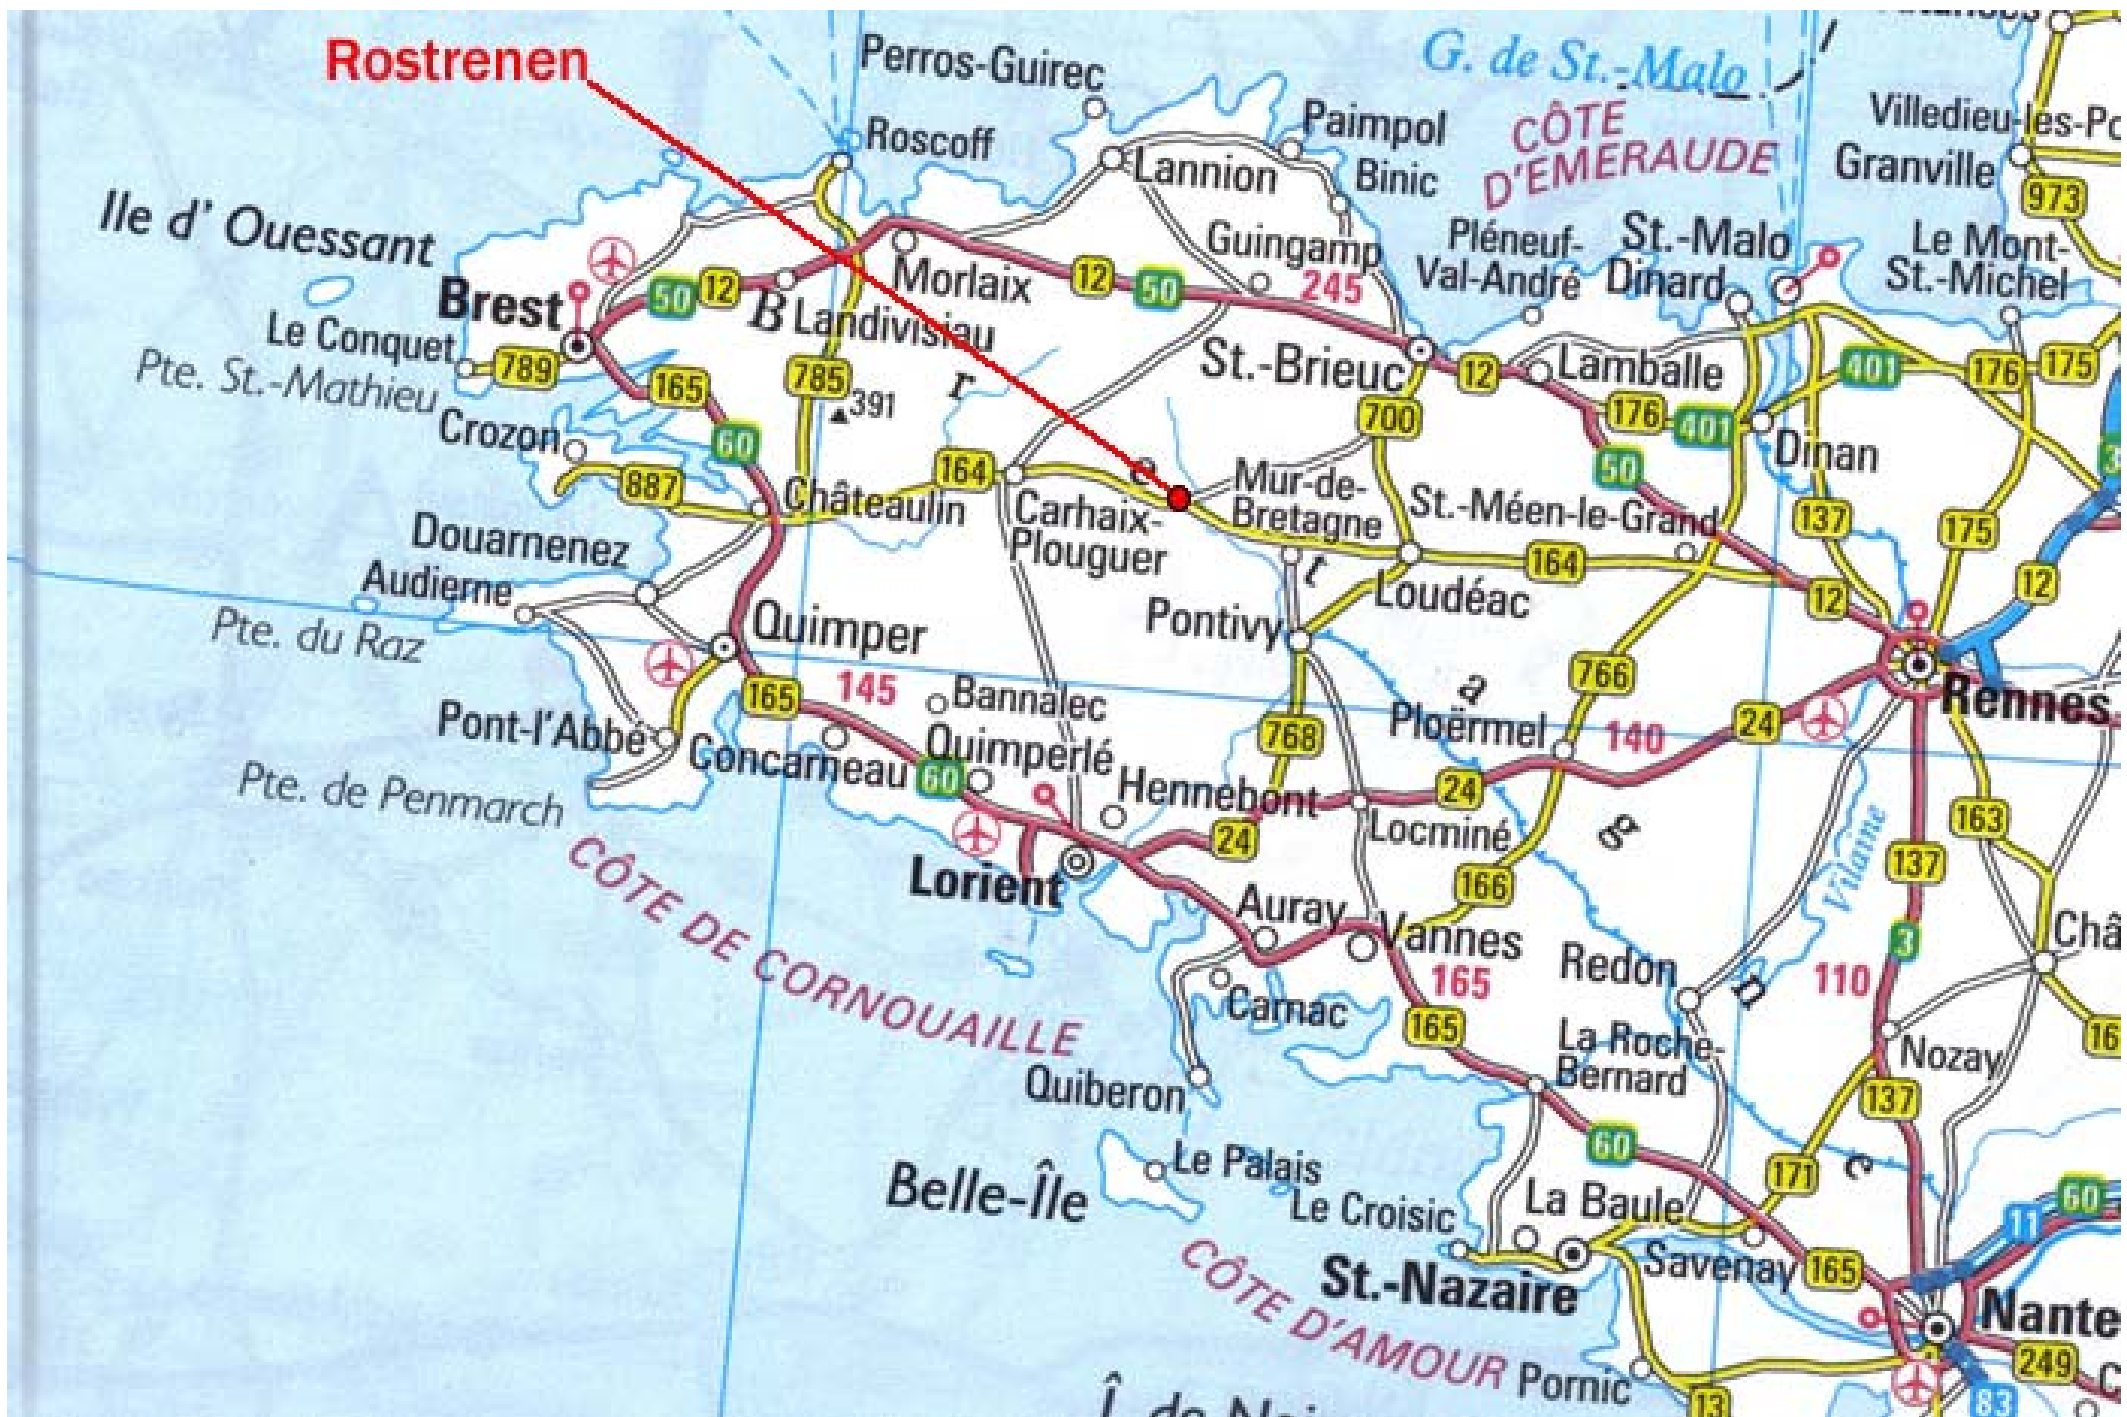 Rostrenen
Perros-Guirec
G. de St.-Malo
Roscoff
Paimpol
CÔTE
D'EMERAUDE
Villedieu-les-Po
Lannion
Binic
Granville
973
Ile d' Ouessant
Guingamp
245
Pléneuf-
Val-André
St.-Malo
Dinard
Le Mont-
St.-Michel
Brest
50
12
B
Landivisiau
Morlaix
12
50
Le Conquet
789
Pte. St.-Mathieu
165
785
391
r
St.-Brieuc
12
Lamballe
401
176
175
Crozon
60
700
176
401
Dinan
50
887
Châteaulin
164
Carhaix-
Plouguer
e
Mur-de-
Bretagne
St.-Méen-le-Grand
137
175
3
Douarnenez
Audierne
t
Loudéac
164
12
12
Pte. du Raz
Quimper
Pontivy
766
Rennes
165
145
Bannalec
a
Ploërmel
140
24
Pont-l'Abbé
Concarneau
Quimperlé
60
768
Hennebont
24
Pte. de Penmarch
24
Locminé
g
163
Vilaine
137
CÔTE DE CORNOUAILLE
Lorient
166
Auray
Vannes
165
Redon
3
110
n
Châ
Carnac
165
La Roche-
Bernard
Nozay
16
Quiberon
137
Belle-Île
Le Palais
60
171
e
Le Croisic
La Baule
60
11
CÔTE D'AMOUR
St.-Nazaire
Savenay
165
Nante
249
Pornic
13
83